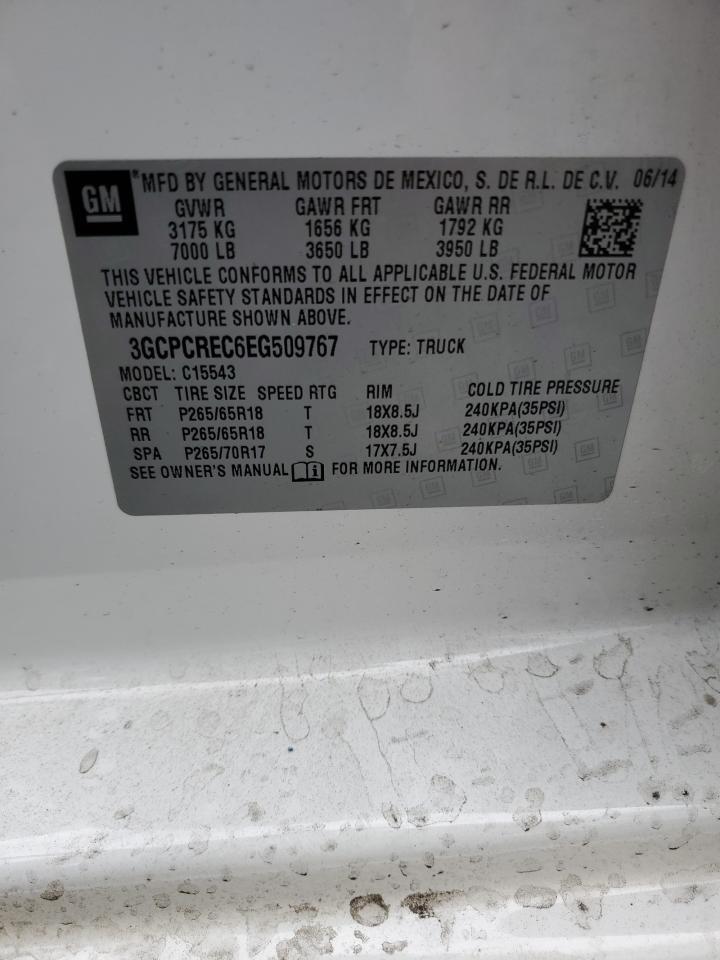 GM
*MFD BY GENERAL MOTORS DE MEXICO, S. DE R.L. DE C.V. 06/14
GVWR GAWR FRT GAWR RR
3175 KG 1656 KG 1792 KG
7000 LB 3650 LB 3950 LB
THIS VEHICLE CONFORMS TO ALL APPLICABLE U.S. FEDERAL MOTOR
VEHICLE SAFETY STANDARDS IN EFFECT ON THE DATE OF
MANUFACTURE SHOWN ABOVE.
3GCPCREC6EG509767 TYPE: TRUCK
MODEL: C15543
CBCT TIRE SIZE SPEED RTG RIM COLD TIRE PRESSURE
FRT P265/65R18 T 18X8.5J 240KPA(35PSI)
RR P265/65R18 T 18X8.5J 240KPA(35PSI)
SPA P265/70R17 S 17X7.5J 240KPA(35PSI)
SEE OWNER'S MANUAL FOR MORE INFORMATION.